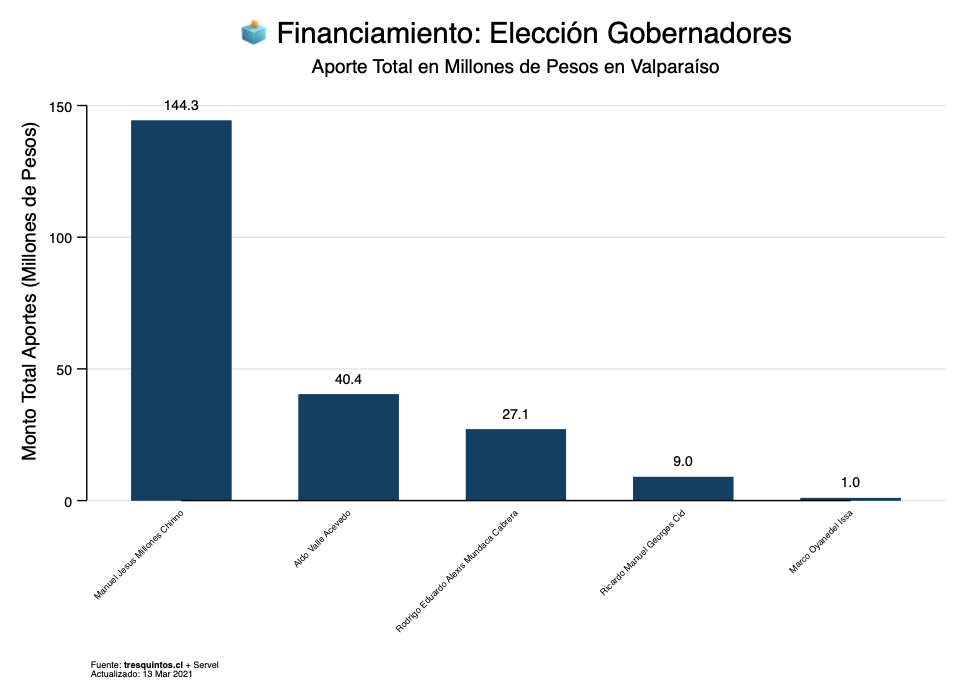 Financiamiento: Elección Gobernadores
Aporte Total en Millones de Pesos en Valparaíso
Monto Total Aportes (Millones de Pesos)
150
100
50
0
144.3
40.4
27.1
9.0
1.0
Manuel Jesus Millones Chirino
Aldo Valle Acevedo
Rodrigo Eduardo Alexis Mundaca Cabrera
Ricardo Manuel Georges Cid
Marco Oyanedel Issa
Fuente: tresquintos.cl + Servel
Actualizado: 13 Mar 2021